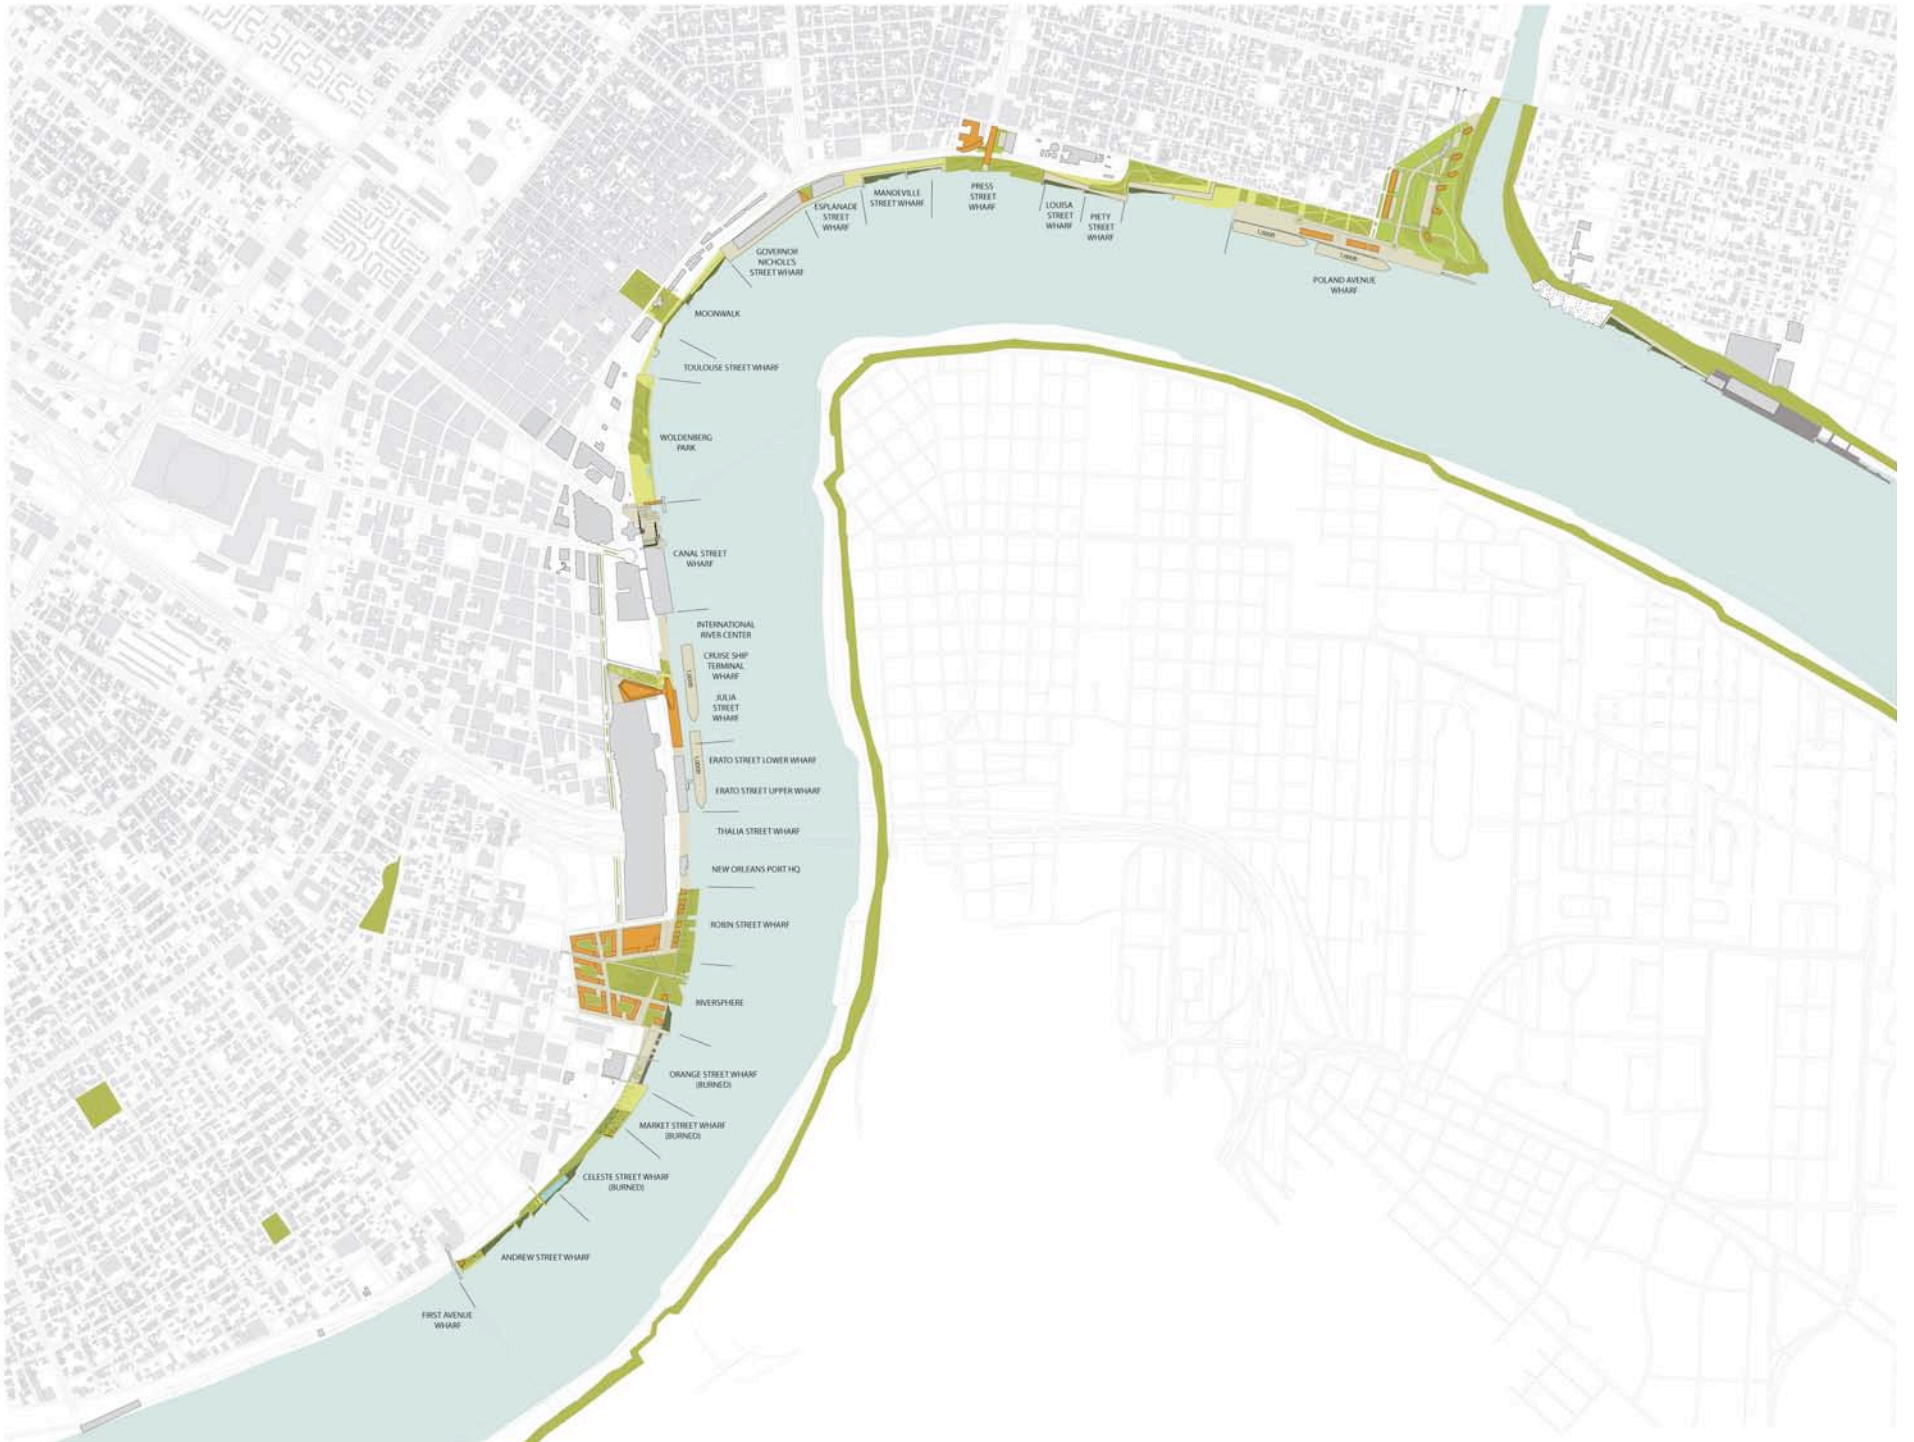 MANDEVILLE
STREET WHARF
PRESS
STREET
WHARF
ESPLANADE
STREET
WHARF
LOUISA
STREET
WHARF
PIETY
STREET
WHARF
GOVERNOR
NICHOLL'S
STREET WHARF
POLAND AVENUE
WHARF
MOONWALK
TOULOUSE STREET WHARF
WOLDENBERG
PARK
CANAL STREET
WHARF
INTERNATIONAL
RIVER CENTER
CRUISE SHIP
TERMINAL
WHARF
JULIA
STREET
WHARF
ERATO STREET LOWER WHARF
ERATO STREET UPPER WHARF
THALIA STREET WHARF
NEW ORLEANS PORT HQ
ROBIN STREET WHARF
RIVERSPHERE
ORANGE STREET WHARF
(BURNED)
MARKET STREET WHARF
(BURNED)
CELESTE STREET WHARF
(BURNED)
ANDREW STREET WHARF
FIRST AVENUE
WHARF